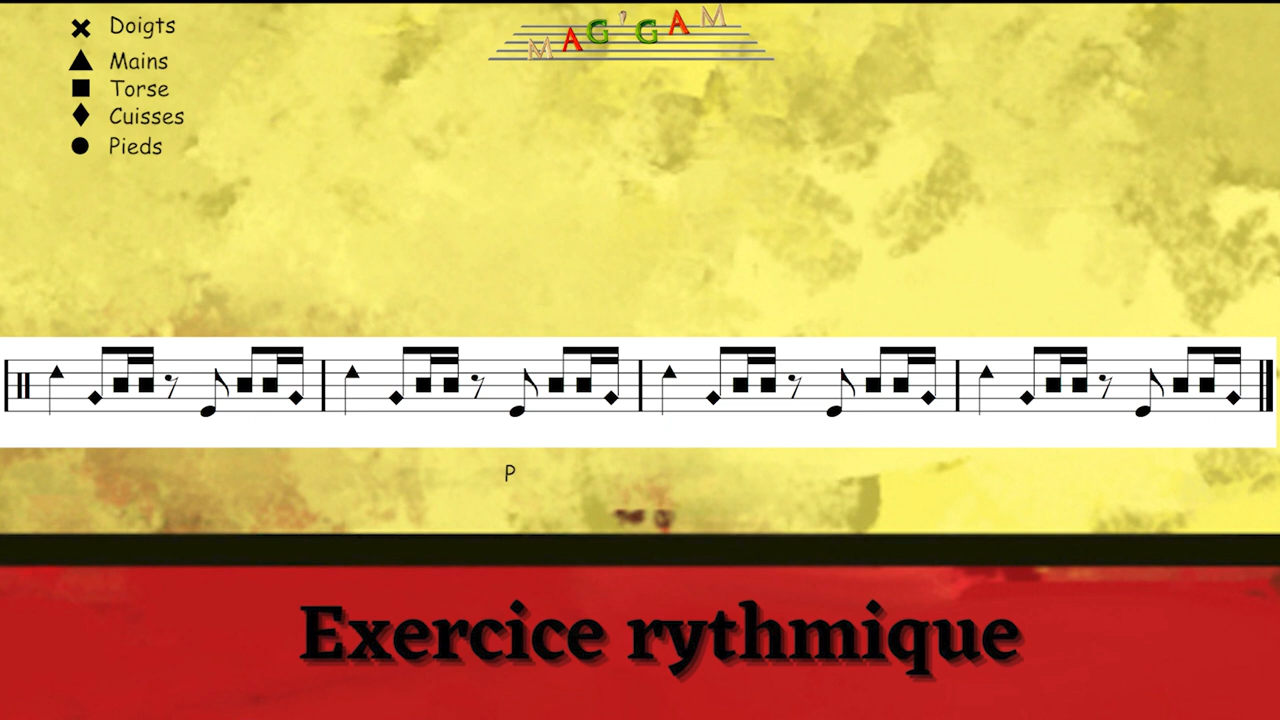 MAG'GAM
Doigts
Mains
Torse
Cuisses
Pieds
P
Exercice rythmique